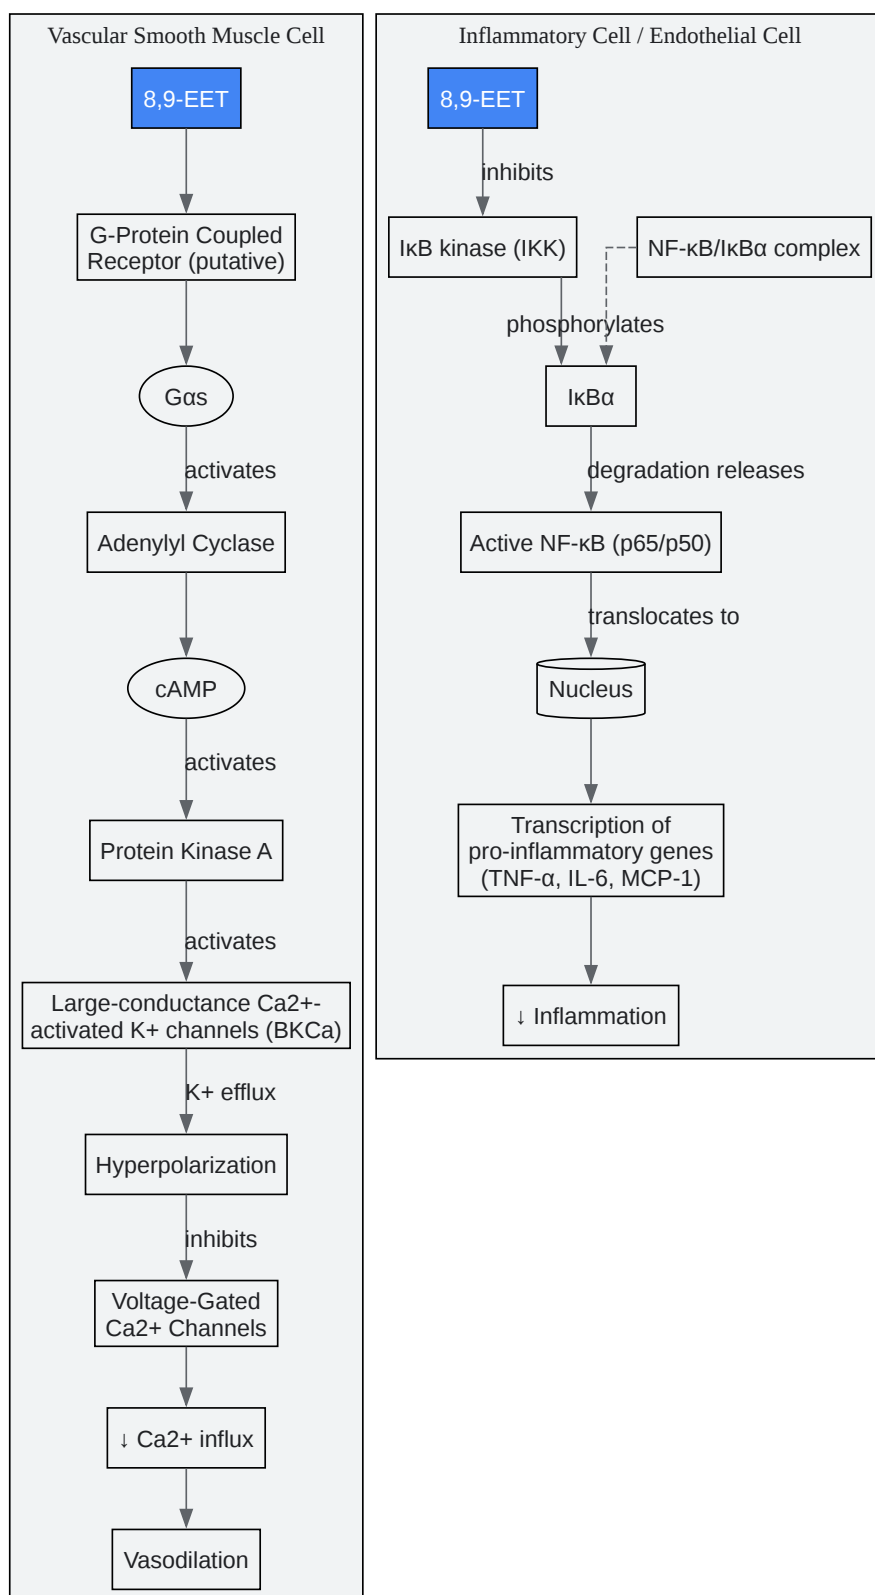 Vascular Smooth Muscle Cell
8,9-EET
G-Protein Coupled
Receptor (putative)
Gαs
activates
Adenylyl Cyclase
cAMP
activates
Protein Kinase A
activates
Large-conductance Ca2+-
activated K+ channels (BKCa)
K+ efflux
Hyperpolarization
inhibits
Voltage-Gated
Ca2+ Channels
↓ Ca2+ influx
Vasodilation
Inflammatory Cell / Endothelial Cell
8,9-EET
inhibits
IκB kinase (IKK)
NF-κB/IκBα complex
phosphorylates
IκBα
degradation releases
Active NF-κB (p65/p50)
translocates to
Nucleus
Transcription of
pro-inflammatory genes
(TNF-α, IL-6, MCP-1)
↓ Inflammation